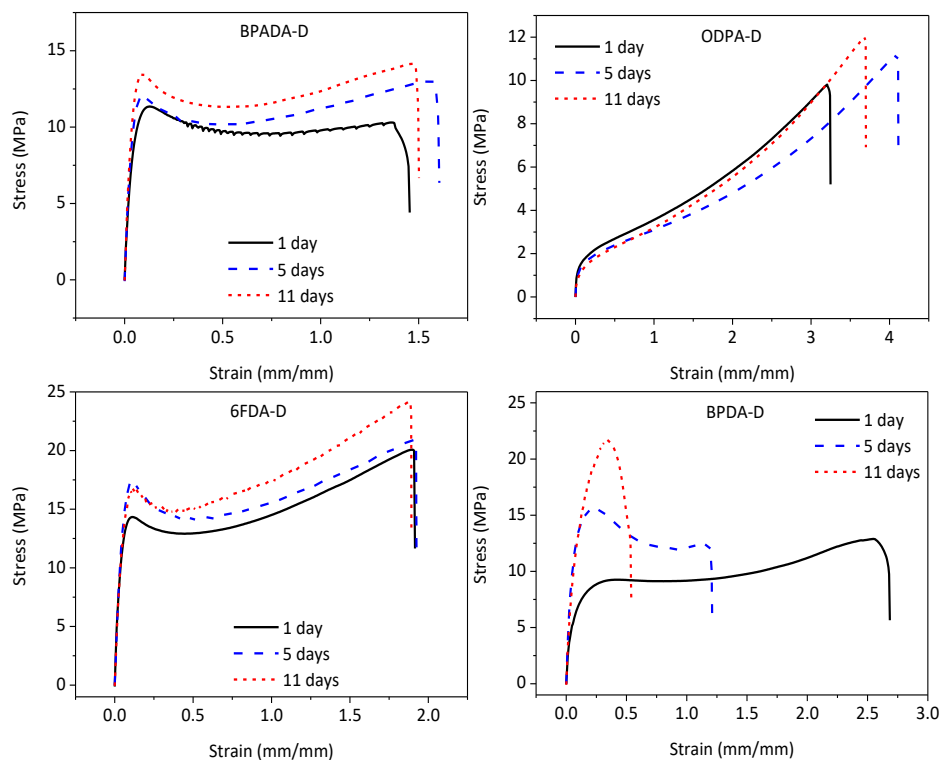 BPADA-D
Stress (MPa)
15
10
5
0
1 day
5 days
11 days
0.0
0.5
1.0
1.5
Strain (mm/mm)
ODPA-D
Stress (MPa)
12
10
8
6
4
2
0
1 day
5 days
11 days
0
1
2
3
4
Strain (mm/mm)
6FDA-D
Stress (MPa)
25
20
15
10
5
0
1 day
5 days
11 days
0.0
0.5
1.0
1.5
2.0
Strain (mm/mm)
BPDA-D
Stress (MPa)
25
20
15
10
5
0
1 day
5 days
11 days
0.0
0.5
1.0
1.5
2.0
2.5
3.0
Strain (mm/mm)